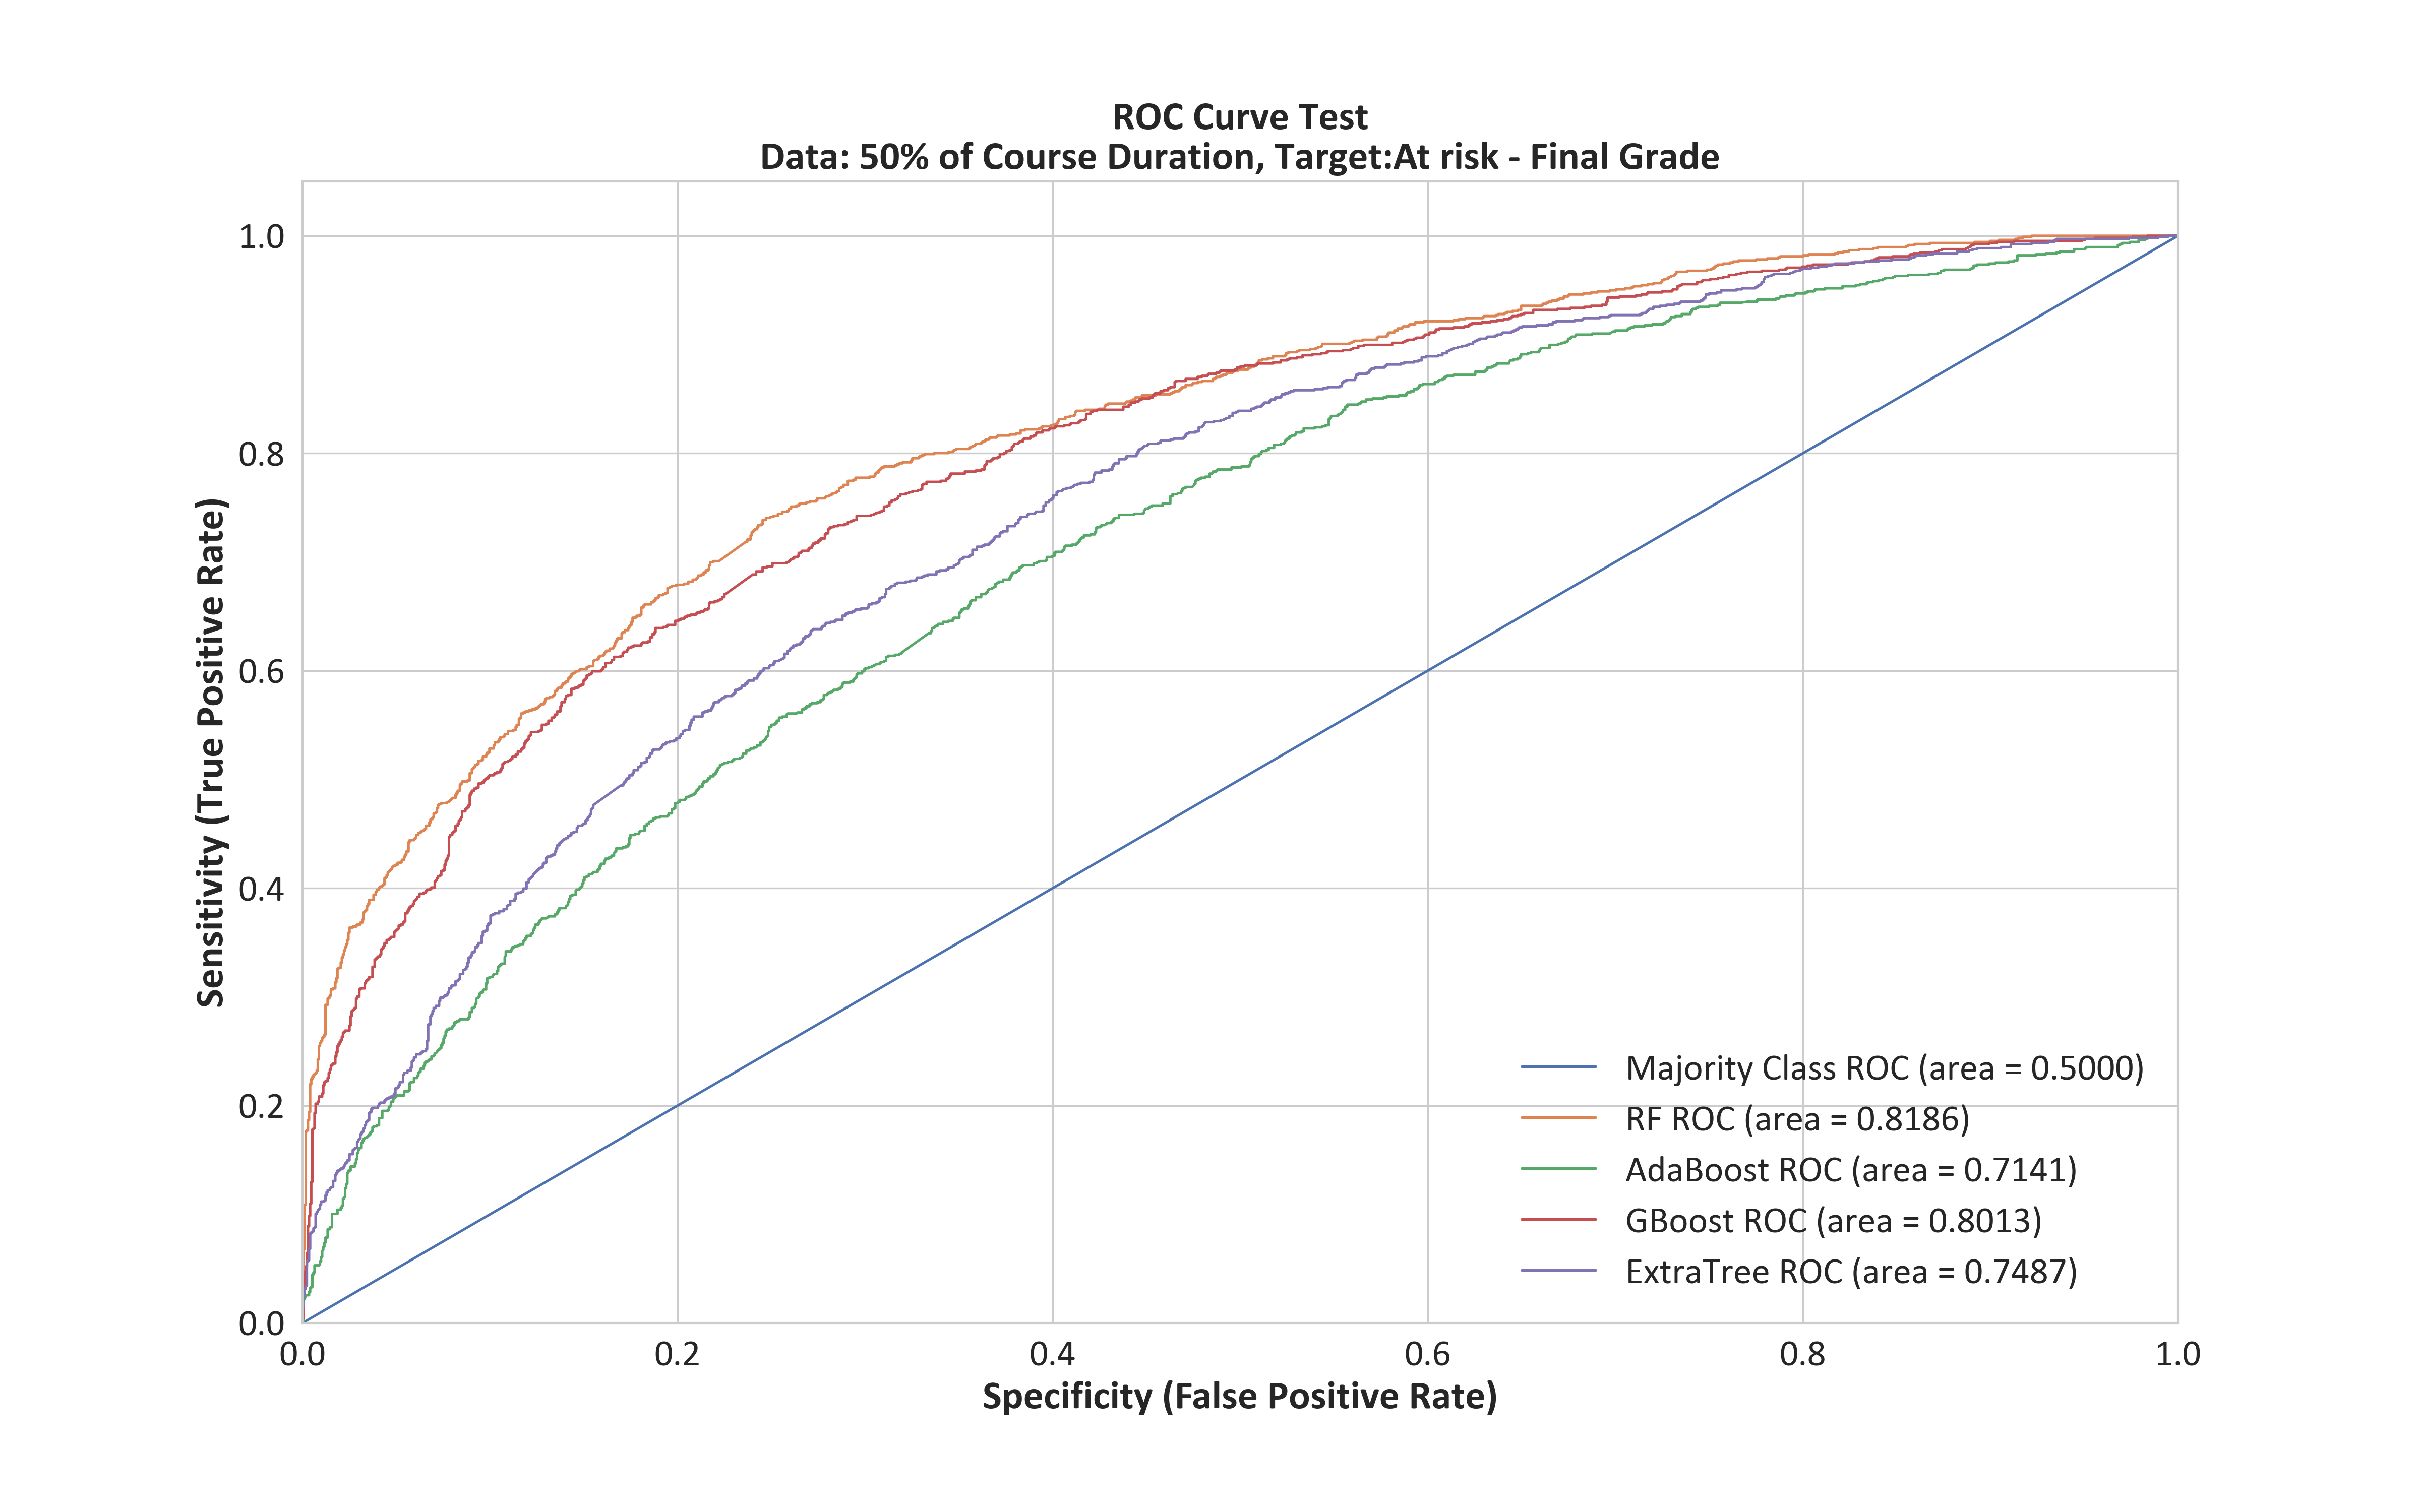 ROC Curve Test
Data: 50% of Course Duration, Target:At risk - Final Grade
Sensitivity (True Positive Rate)
1.0
0.8
0.6
0.4
0.2
0.0
0.0 0.2 0.4 0.6 0.8 1.0
Specificity (False Positive Rate)
Majority Class ROC (area = 0.5000)
RF ROC (area = 0.8186)
AdaBoost ROC (area = 0.7141)
GBoost ROC (area = 0.8013)
ExtraTree ROC (area = 0.7487)